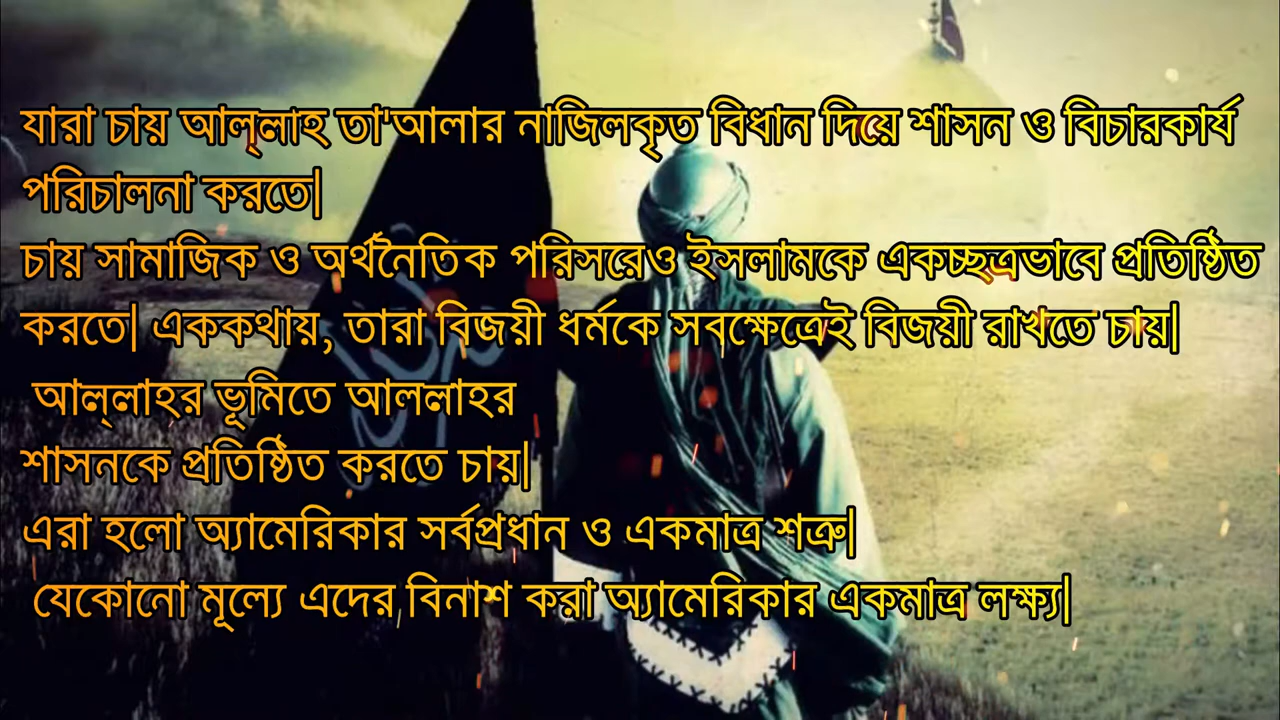 যারা চায় আল্লাহ তা'আলার নাজিলকৃত বিধান দিয়ে শাসন ও বিচারকার্য
পরিচালনা করতে|
চায় সামাজিক ও অর্থনৈতিক পরিসরেও ইসলামকে একচ্ছত্রভাবে প্রতিষ্ঠিত
করতে| এককথায়, তারা বিজয়ী ধর্মকে সবক্ষেত্রেই বিজয়ী রাখতে চায়|
আল্লাহর ভূমিতে আললাহর
শাসনকে প্রতিষ্ঠিত করতে চায়|
এরা হলো অ্যামেরিকার সর্বপ্রধান ও একমাত্র শত্রু|
যেকোনো মূল্যে এদের বিনাশ করা অ্যামেরিকার একমাত্র লক্ষ্য|